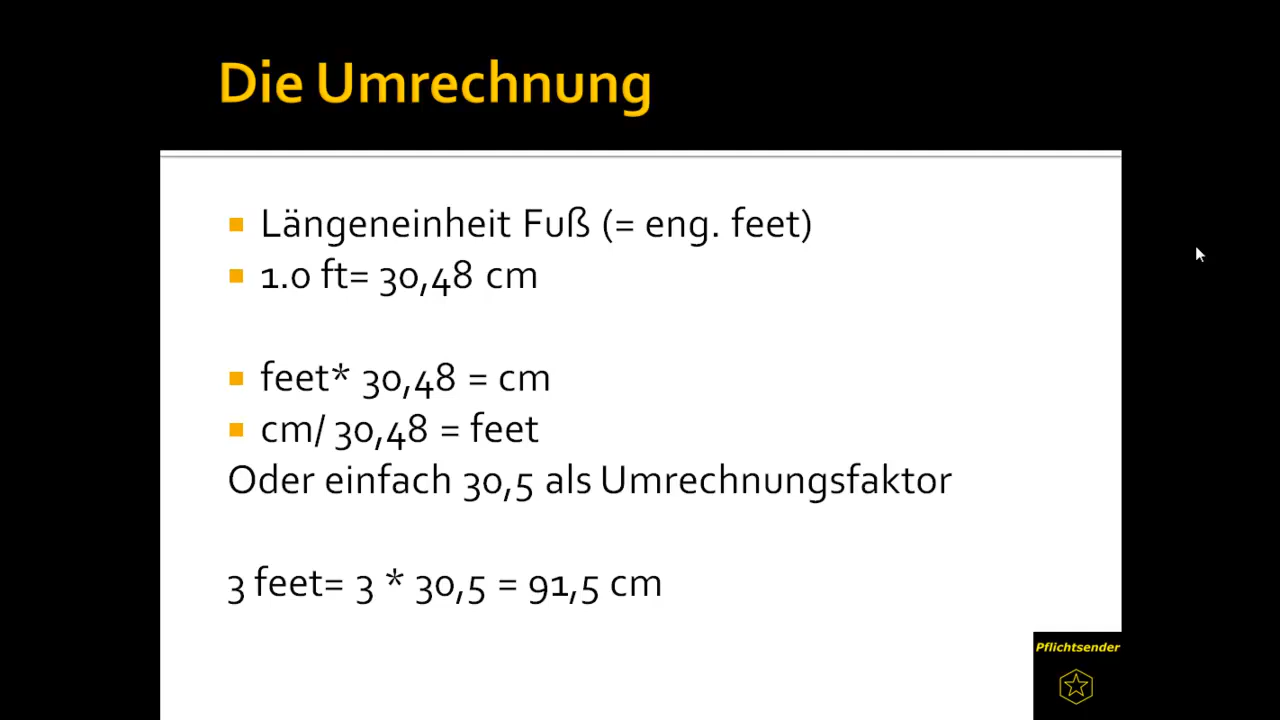 Die Umrechnung
Längeneinheit Fuß (= eng. feet)
1.0 ft= 30,48 cm
feet* 30,48 = cm
cm/ 30,48 = feet
Oder einfach 30,5 als Umrechnungsfaktor
3 feet= 3 * 30,5 = 91,5 cm
Pflichtsender